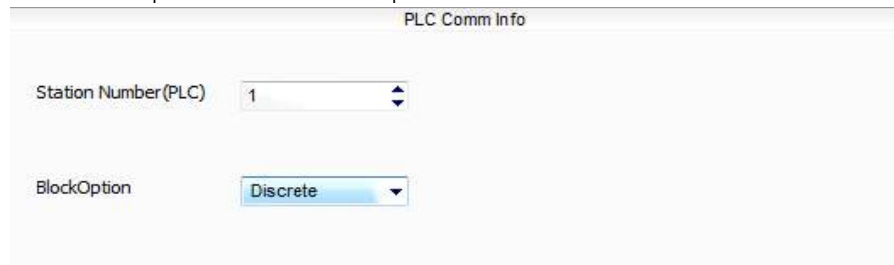 PLC Comm Info
Station Number(PLC) 1
BlockOption Discrete